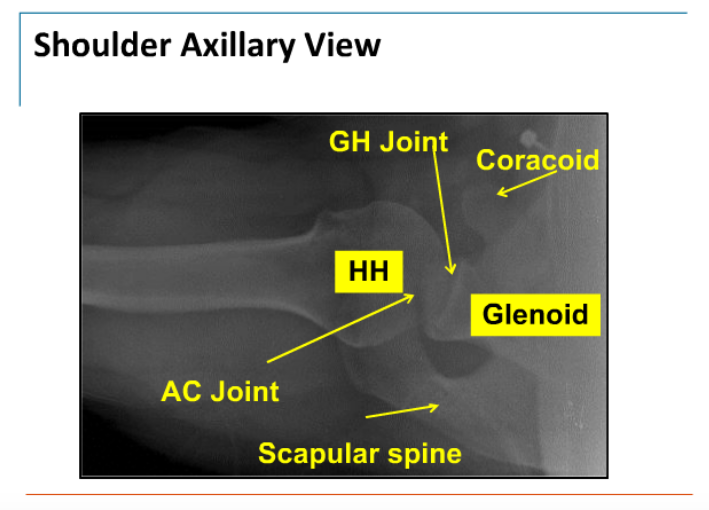 Shoulder Axillary View
GH Joint
Coracoid
HH
Glenoid
AC Joint
Scapular spine